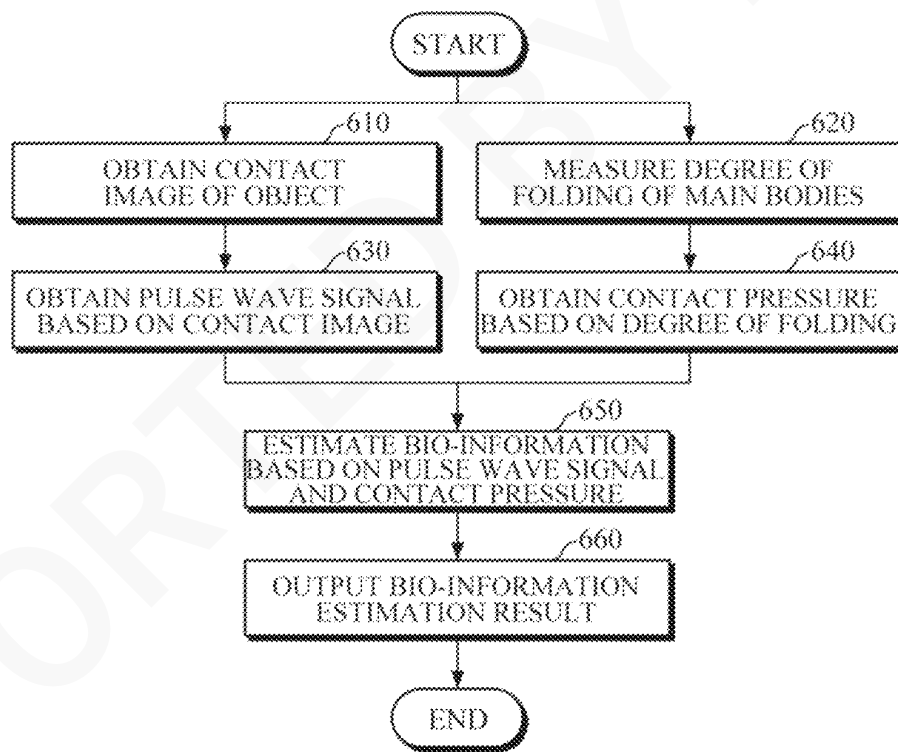 START
610
620
OBTAIN CONTACT
IMAGE OF OBJECT
MEASURE DEGREE OF
FOLDING OF MAIN BODIES
630
640
OBTAIN PULSE WAVE SIGNAL
BASED ON CONTACT IMAGE
OBTAIN CONTACT PRESSURE
BASED ON DEGREE OF FOLDING
650
ESTIMATE BIO-INFORMATION
BASED ON PULSE WAVE SIGNAL
AND CONTACT PRESSURE
660
OUTPUT BIO-INFORMATION
ESTIMATION RESULT
END
ORTED BY